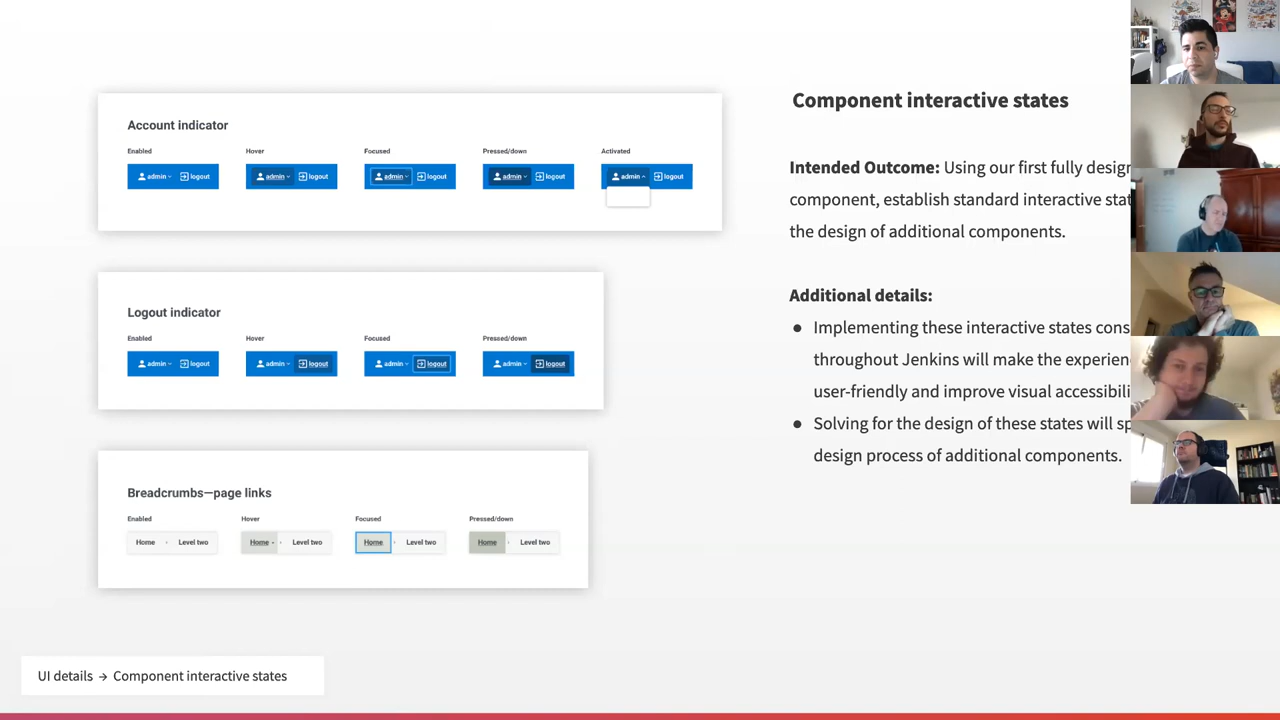 Account indicator
Enabled Hover Focused Pressed/down Activated
admin logout admin logout admin logout admin logout admin logout
Logout indicator
Enabled Hover Focused Pressed/down
admin logout admin logout admin logout admin logout
Breadcrumbs—page links
Enabled Hover Focused Pressed/down
Home Level two Home Level two Home Level two Home Level two
Component interactive states
Intended Outcome: Using our first fully
component, establish standard interactive
the design of additional components.
Additional details:
● Implementing these interactive states
throughout Jenkins will make the
user-friendly and improve visual
● Solving for the design of these states will
design process of additional components.
UI details → Component interactive states